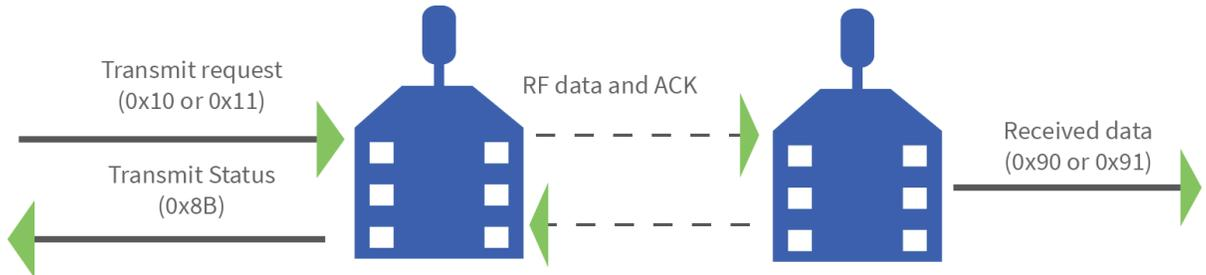 Transmit request
(0x10 or 0x11)
Transmit Status
(0x8B)
RF data and ACK
Received data
(0x90 or 0x91)